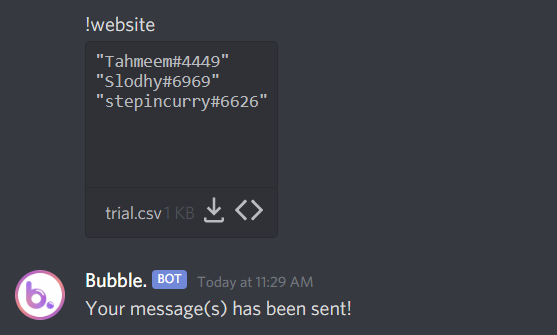 !website
"Tahmeem#4449"
"Slodhy#6969"
"stepincurry#6626"
trial.csv 1 KB
b.
Bubble. BOT Today at 11:29 AM
Your message(s) has been sent!